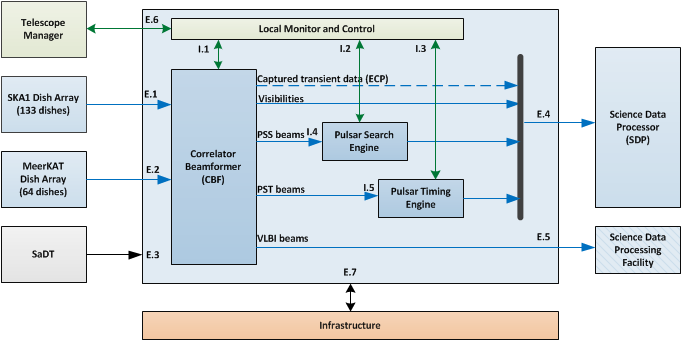 Telescope
Manager
E.6
Local Monitor and Control
I.1
I.2
I.3
SKA1 Dish Array
(133 dishes)
E.1
Captured transient data (ECP)
Visibilities
E.4
Science Data
Processor
(SDP)
MeerKAT
Dish Array
(64 dishes)
E.2
Correlator
Beamformer
(CBF)
PSS beams
I.4
Pulsar Search
Engine
PST beams
I.5
Pulsar Timing
Engine
SaDT
E.3
VLBI beams
E.5
Science Data
Processing
Facility
E.7
Infrastructure